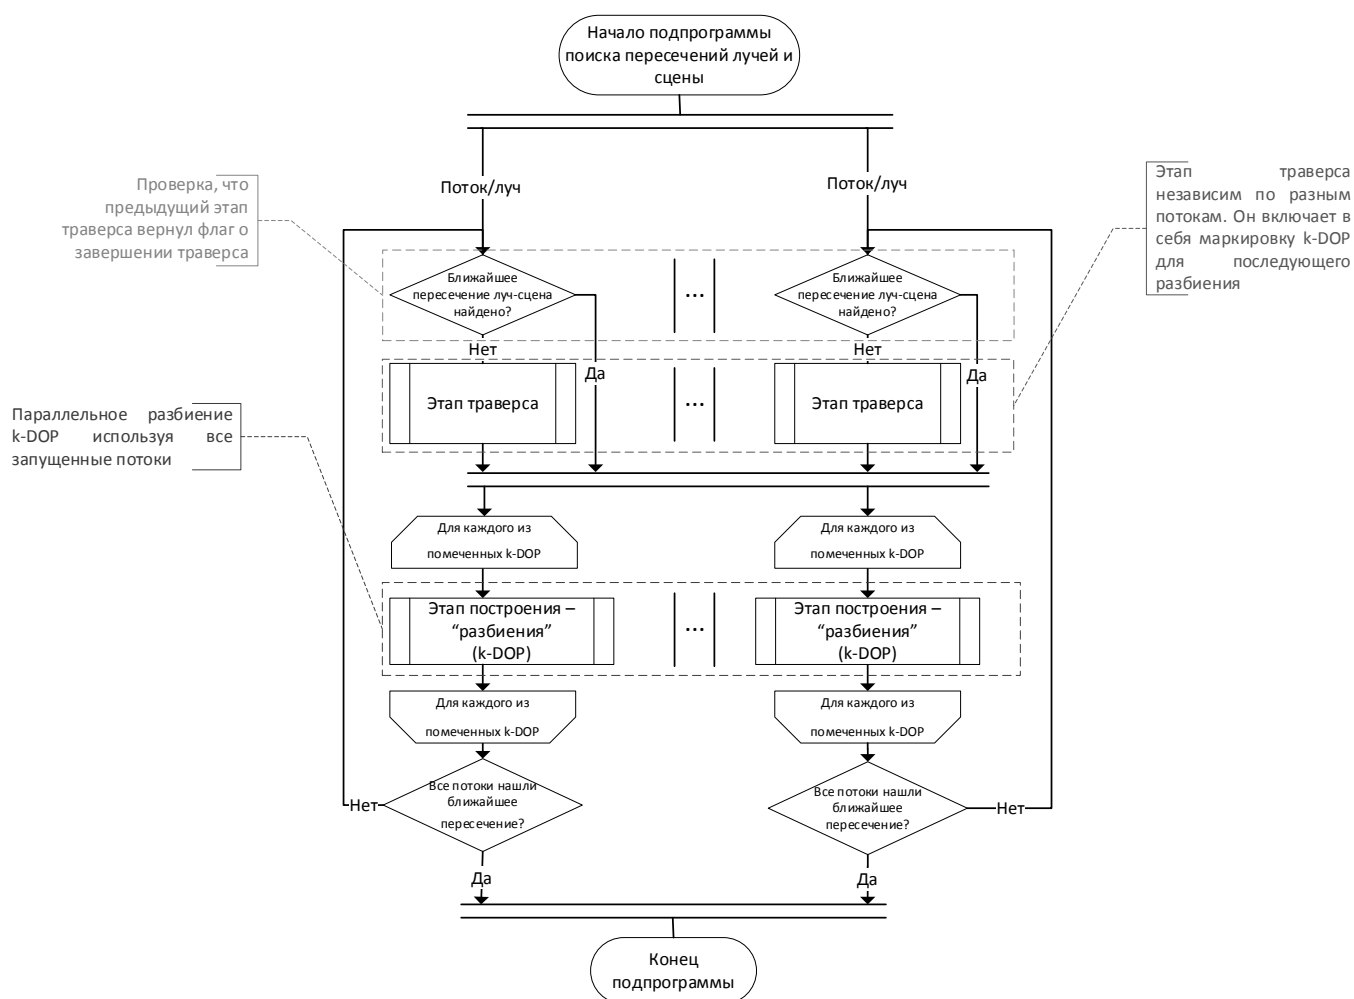 Начало подпрограммы
поиска пересечений лучей и
сцены
Поток/луч
Поток/луч
Проверка, что
предыдущий этап
траверса вернул флаг о
завершении траверса
Этап траверса
независим по разным
потокам. Он включает в
себя маркировку k-DOP
для последующего
разбиения
Ближайшее
пересечение луч-сцена
найдено?
...
Ближайшее
пересечение луч-сцена
найдено?
Нет
Да
Нет
Да
Этап траверса
...
Этап траверса
Параллельное разбиение
k-DOP используя все
запущенные потоки
Для каждого из
помеченных k-DOP
Для каждого из
помеченных k-DOP
Этап построения –
“разбиения”
(k-DOP)
...
Этап построения –
“разбиения”
(k-DOP)
Для каждого из
помеченных k-DOP
Для каждого из
помеченных k-DOP
Все потоки нашли
ближайшее
пересечение?
Нет
Все потоки нашли
ближайшее
пересечение?
Нет
Да
Да
Конец
подпрограммы